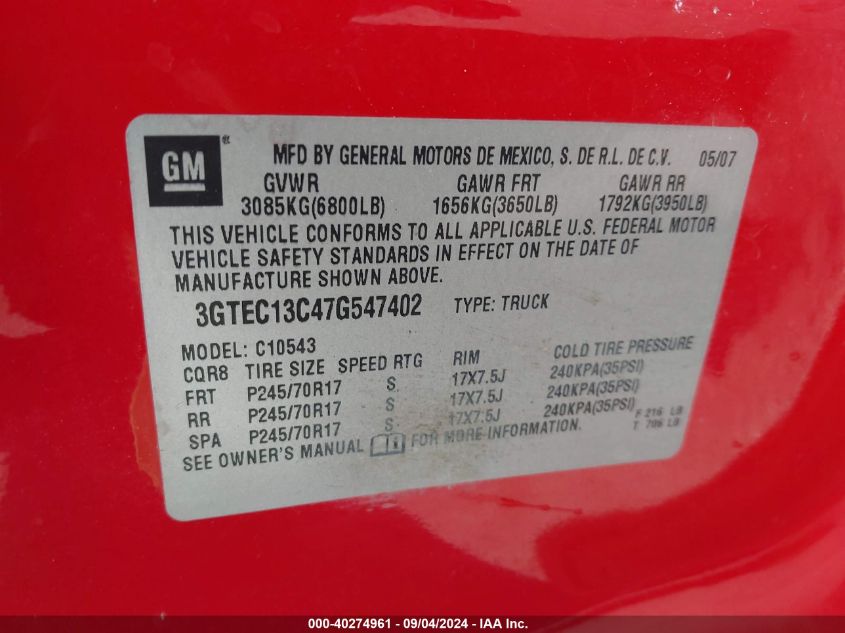 GM®
MFD BY GENERAL MOTORS DE MEXICO, S. DE R.L. DE C.V. 05/07
GVWR GAWR FRT GAWR RR
3085KG(6800LB) 1656KG(3650LB) 1792KG(3950LB)
THIS VEHICLE CONFORMS TO ALL APPLICABLE U.S. FEDERAL MOTOR
VEHICLE SAFETY STANDARDS IN EFFECT ON THE DATE OF
MANUFACTURE SHOWN ABOVE.
3GTEC13C47G547402 TYPE: TRUCK
MODEL: C10543
CQR8 TIRE SIZE SPEED RTG RIM COLD TIRE PRESSURE
FRT P245/70R17 S 17X7.5J 240KPA(35PSI)
RR P245/70R17 S 17X7.5J 240KPA(35PSI)
SPA P245/70R17 S 17X7.5J 240KPA(35PSI)
F 216 LB
T 706 LB
SEE OWNER'S MANUAL FOR MORE INFORMATION.
000-40274961 - 09/04/2024 - IAA Inc.